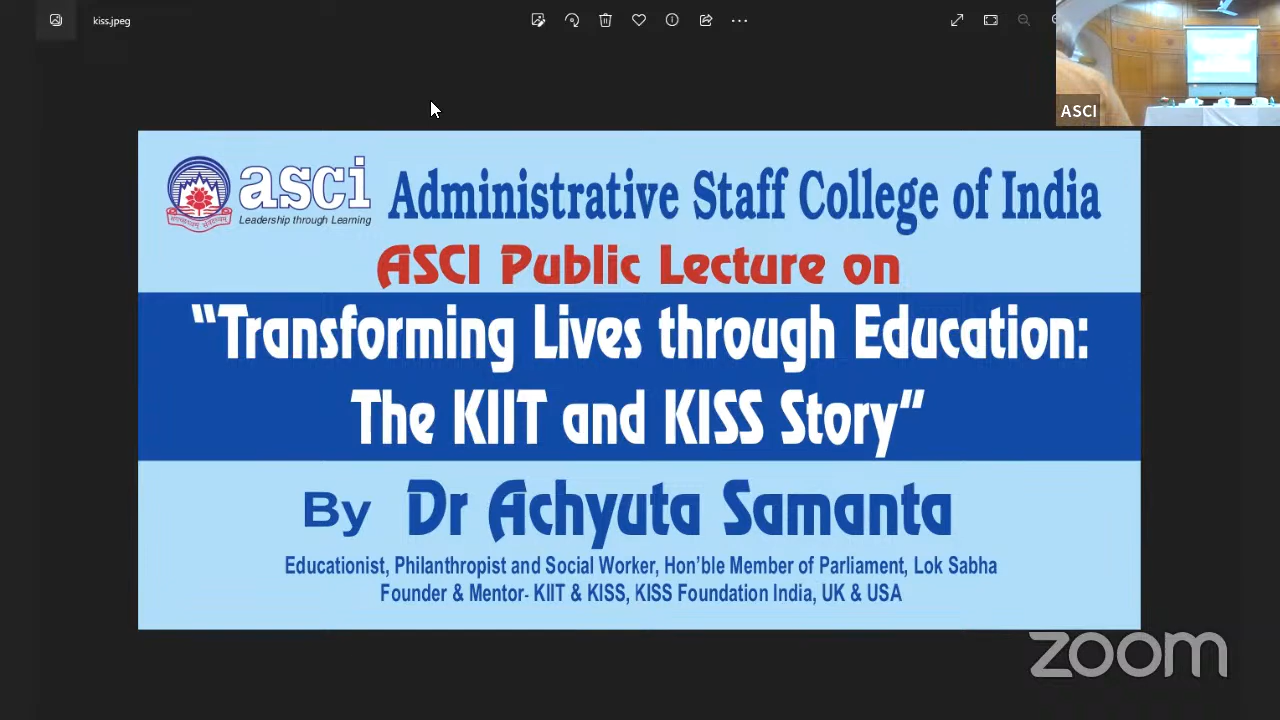 kiss.jpeg
ASCI
asci
Leadership through Learning
Administrative Staff College of India
ASCI Public Lecture on
“Transforming Lives through Education:
The KIIT and KISS Story“
By Dr Achyuta Samanta
Educationist, Philanthropist and Social Worker, Hon'ble Member of Parliament, Lok Sabha
Founder & Mentor- KIIT & KISS, KISS Foundation India, UK & USA
zoom